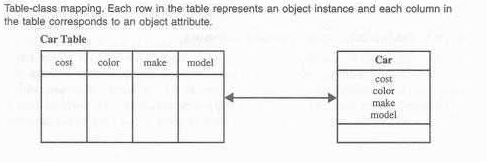 Table-class mapping. Each row in the table represents an object instance and each column in
the table corresponds to an object attribute.
Car Table
cost color make model
Car
cost
color
make
model